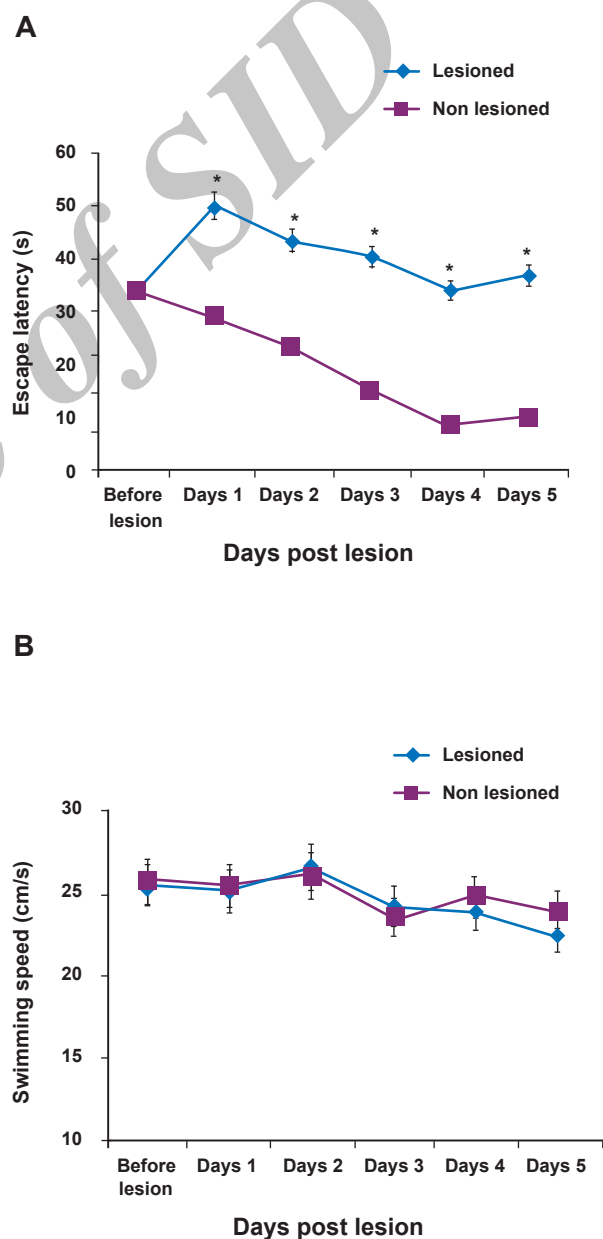 A
Lesioned
Non lesioned
of SID
60
50
40
30
20
10
0
Escape latency (s)
* * * * *
Before lesion
Days 1
Days 2
Days 3
Days 4
Days 5
Days post lesion
B
Lesioned
Non lesioned
30
25
20
15
10
Swimming speed (cm/s)
Before lesion
Days 1
Days 2
Days 3
Days 4
Days 5
Days post lesion